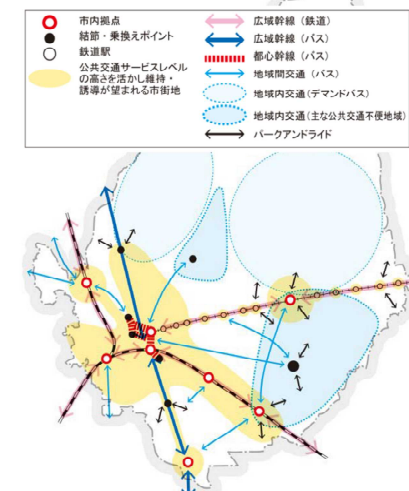 市内拠点
結節・乗換えポイント
鉄道駅
公共交通サービスレベル
の高さを活かし維持・
誘導が望まれる市街地
広域幹線（鉄道）
広域幹線（バス）
都心幹線（バス）
地域間交通（バス）
地域内交通（デマンドバス）
地域内交通（主な公共交通不便地域）
パークアンドライド